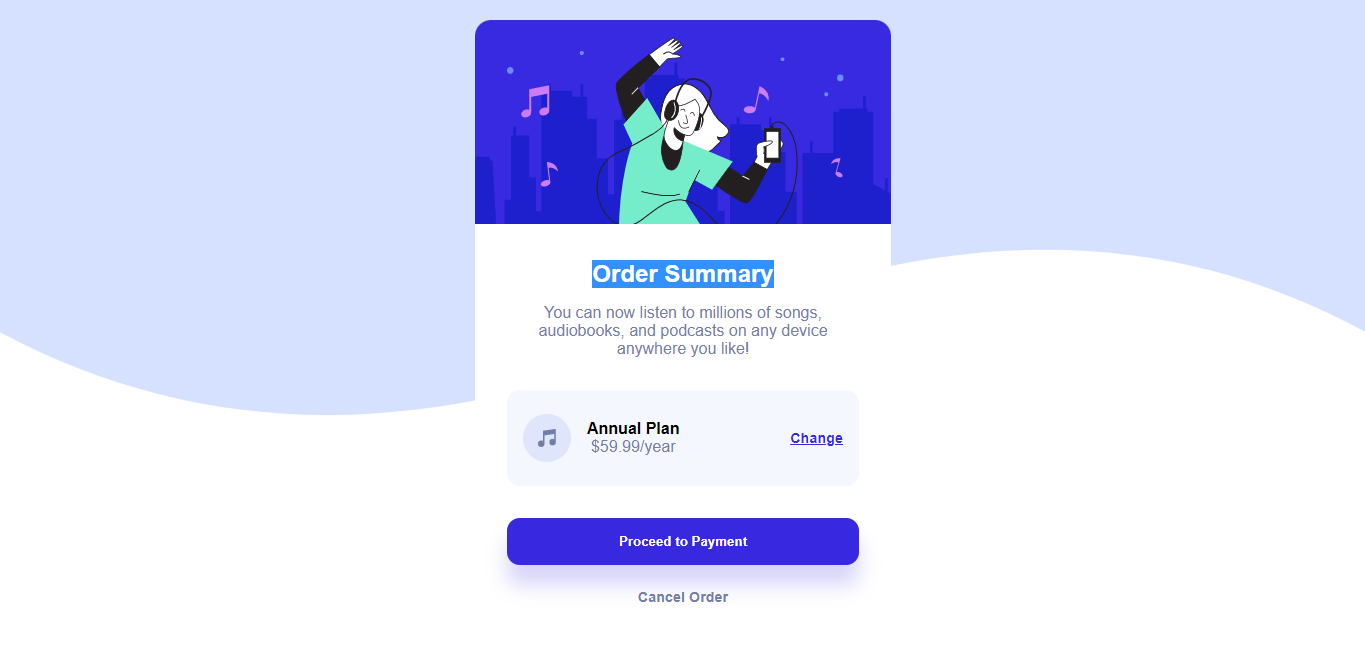 Order Summary
You can now listen to millions of songs,
audiobooks, and podcasts on any device
anywhere you like!
Annual Plan
$59.99/year
Change
Proceed to Payment
Cancel Order